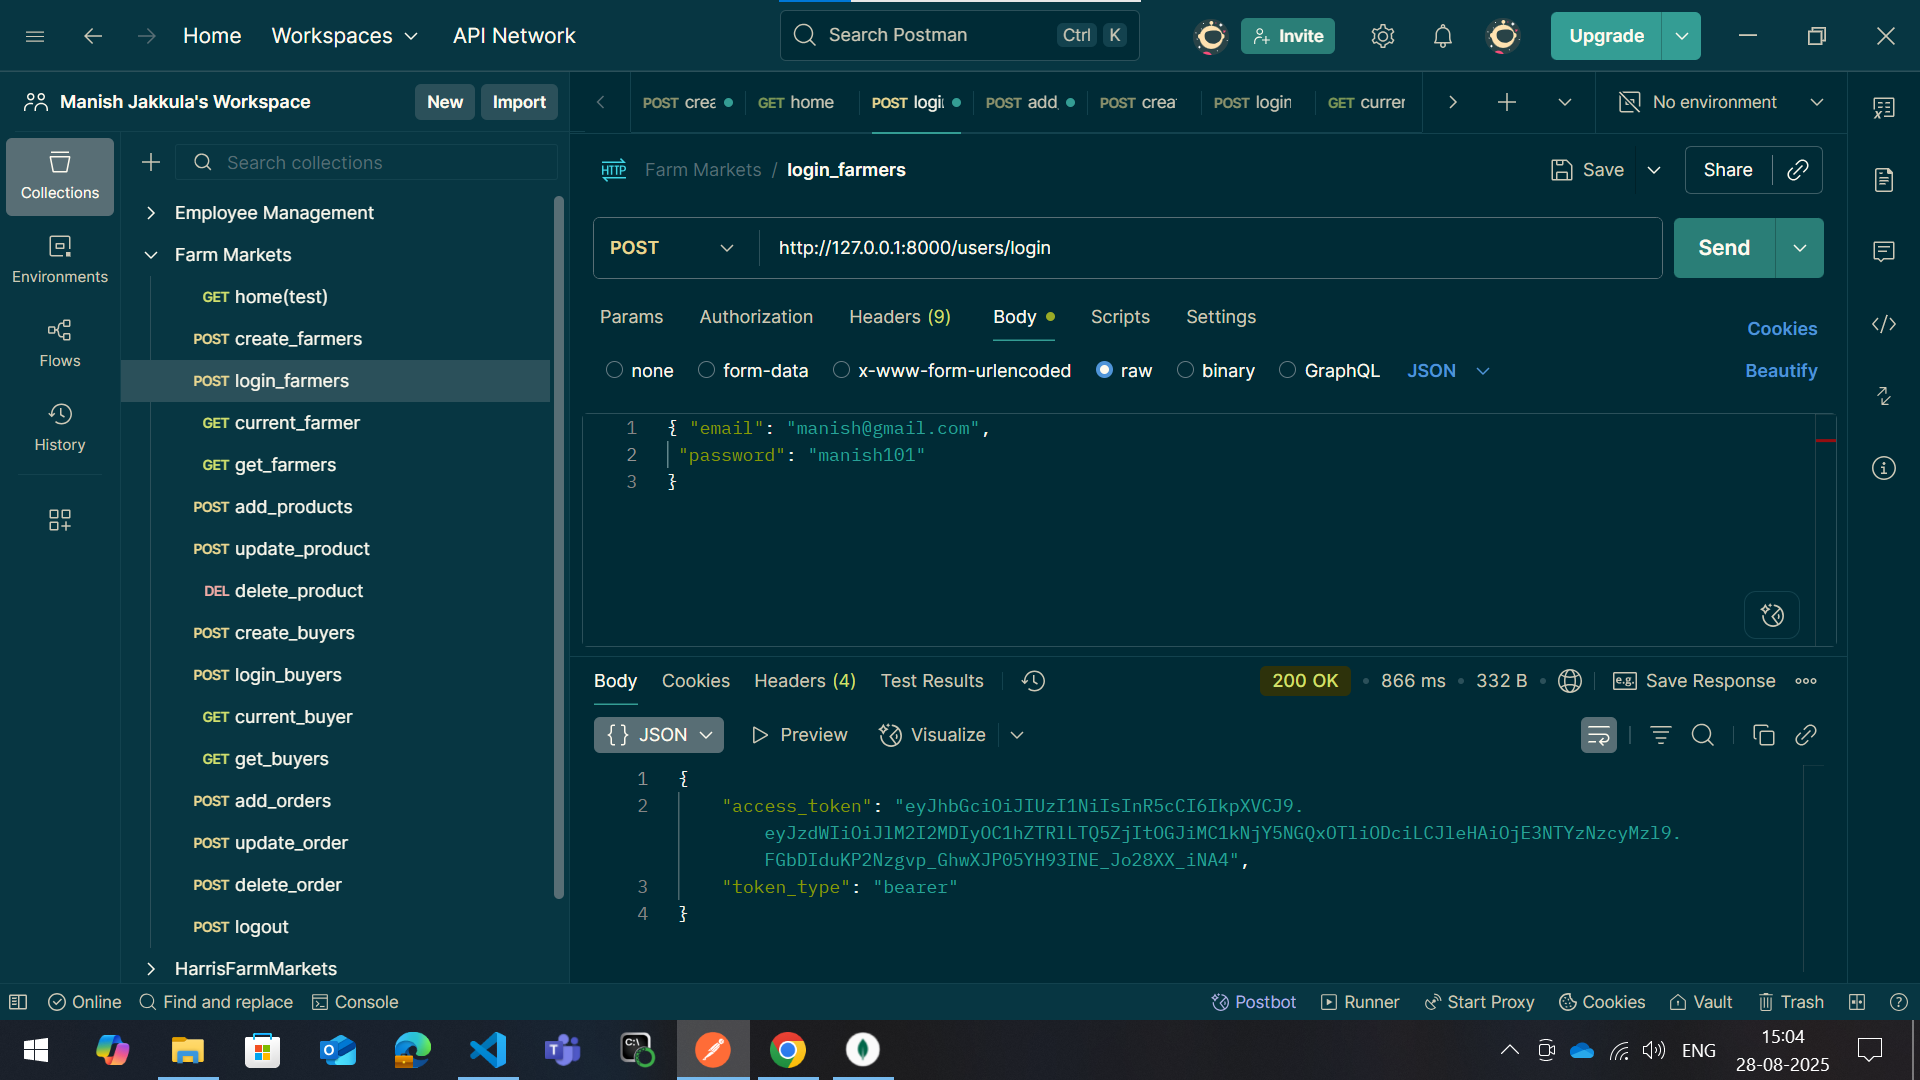 Home
Workspaces
API Network
Search Postman
Ctrl
K
Invite
Upgrade
Manish Jakkula's Workspace
New
Import
POST crea
GET home
POST logi
POST add_
POST creat
POST login
GET currer
No environment
Collections
Search collections
HTTP
Farm Markets / login_farmers
Save
Share
Employee Management
Farm Markets
GET home(test)
POST create_farmers
POST login_farmers
GET current_farmer
GET get_farmers
POST add_products
POST update_product
DEL delete_product
POST create_buyers
POST login_buyers
GET current_buyer
GET get_buyers
POST add_orders
POST update_order
POST delete_order
POST logout
HarrisFarmMarkets
Environments
Flows
History
POST
http://127.0.0.1:8000/users/login
Send
Params
Authorization
Headers (9)
Body
Scripts
Settings
Cookies
none
form-data
x-www-form-urlencoded
raw
binary
GraphQL
JSON
Beautify
1 { "email": "manish@gmail.com",
2 "password": "manish101"
3 }
Body
Cookies
Headers (4)
Test Results
200 OK
866 ms
332 B
e.g.
Save Response
{} JSON
Preview
Visualize
1 {
2 "access_token": "eyJhbGciOiJIUzI1NiIsInR5cCI6IkpXVCJ9.
eyJzdWIiOiJlM2I2MDIyOC1hZTRlLTQ5ZjItOGJiMC1kNjY5NGQxOTliODciLCJleHAiOjE3NTYzNzcyMzl9.
FGbDIduKP2Nzgvp_GhwXJP05YH93INE_Jo28XX_iNA4",
3 "token_type": "bearer"
4 }
Online
Find and replace
Console
Postbot
Runner
Start Proxy
Cookies
Vault
Trash
ENG
15:04
28-08-2025